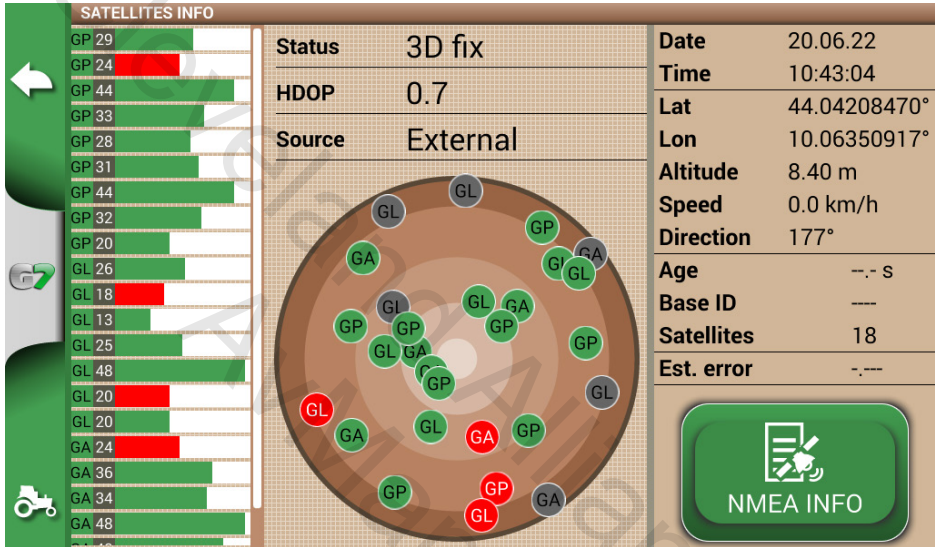 SATELLITES INFO
GP 29
GP 24
GP 44
GP 33
GP 28
GP 31
GP 44
GP 32
GP 20
GL 26
GL 18
GL 13
GL 25
GL 48
GL 20
GL 20
GA 24
GA 36
GA 34
GA 48
G7
Status 3D fix
HDOP 0.7
Source External
GL
GL
GP
GA
GA
GL
GL
GL
GA
GP
GP
GP
GP
GL
GA
GP
GL
GL
GA
GL
GA
GP
GP
GP
GA
GL
Date 20.06.22
Time 10:43:04
Lat 44.04208470°
Lon 10.06350917°
Altitude 8.40 m
Speed 0.0 km/h
Direction 177°
Age --.- s
Base ID ----
Satellites 18
Est. error -.---
NMEA INFO